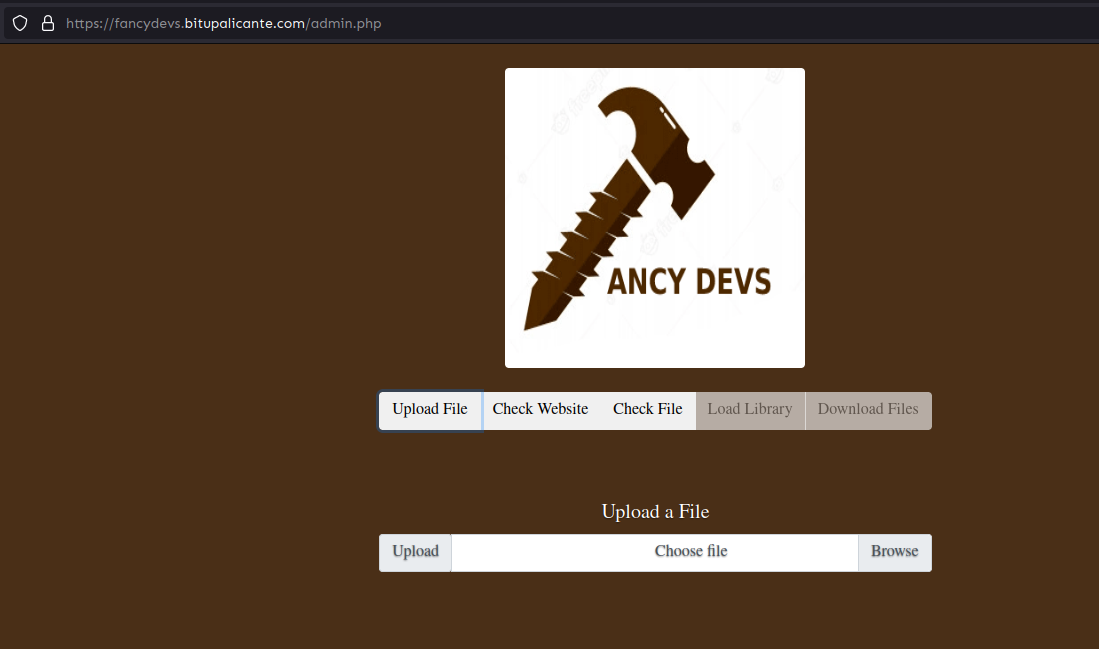 https://fancydevs.bitupalicante.com/admin.php
ANCY DEVS
Upload File Check Website Check File Load Library Download Files
Upload a File
Upload Choose file Browse